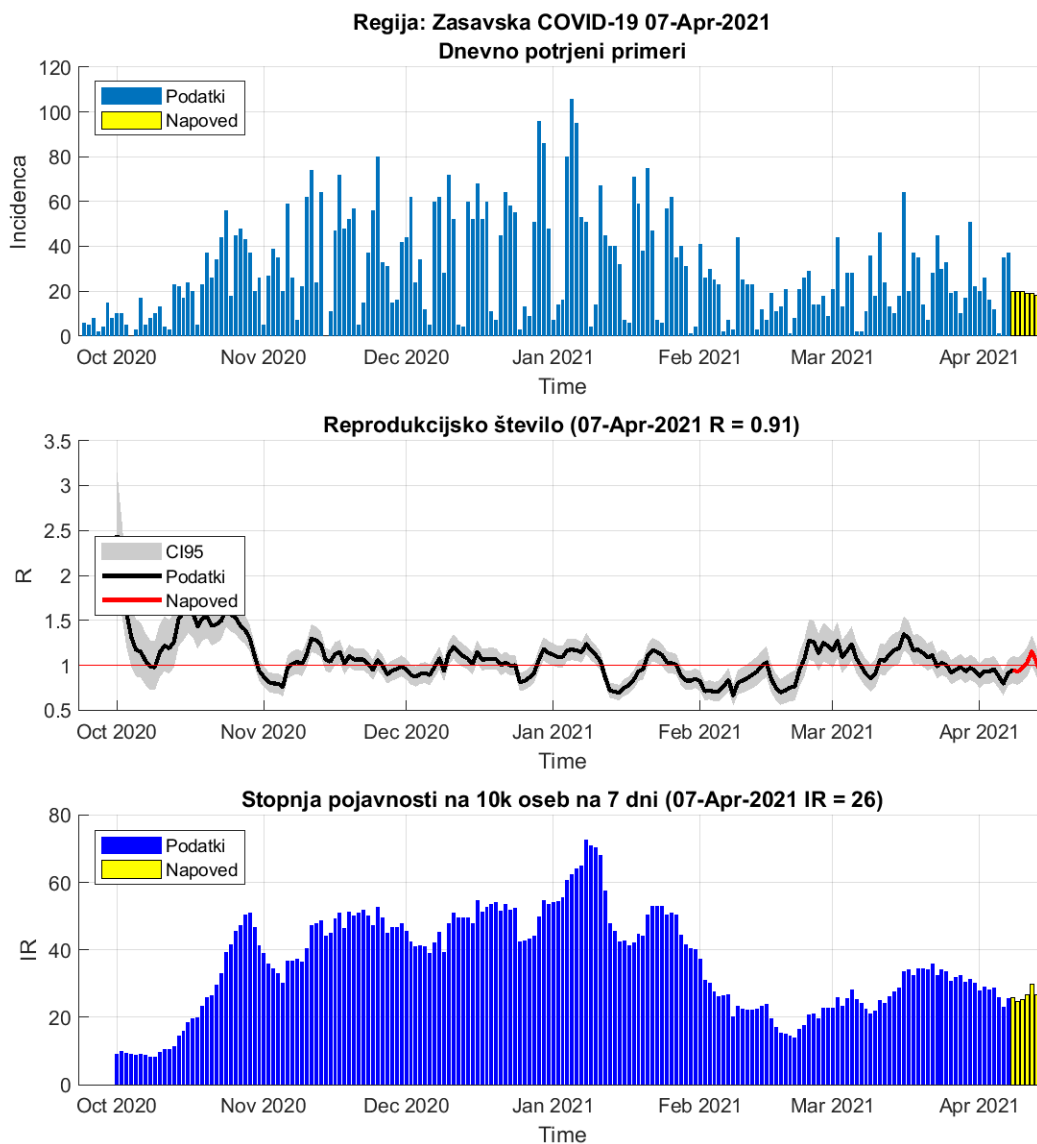 Regija: Zasavska COVID-19 07-Apr-2021
Dnevno potrjeni primeri
120
100
80
60
40
20
0
Incidenca
Podatki
Napoved
Oct 2020 Nov 2020 Dec 2020 Jan 2021 Feb 2021 Mar 2021 Apr 2021
Time
Reprodukcijsko število (07-Apr-2021 R = 0.91)
3.5
3
2.5
2
1.5
1
0.5
R
CI95
Podatki
Napoved
Oct 2020 Nov 2020 Dec 2020 Jan 2021 Feb 2021 Mar 2021 Apr 2021
Time
Stopnja pojavnosti na 10k oseb na 7 dni (07-Apr-2021 IR = 26)
80
60
40
20
0
IR
Podatki
Napoved
Oct 2020 Nov 2020 Dec 2020 Jan 2021 Feb 2021 Mar 2021 Apr 2021
Time